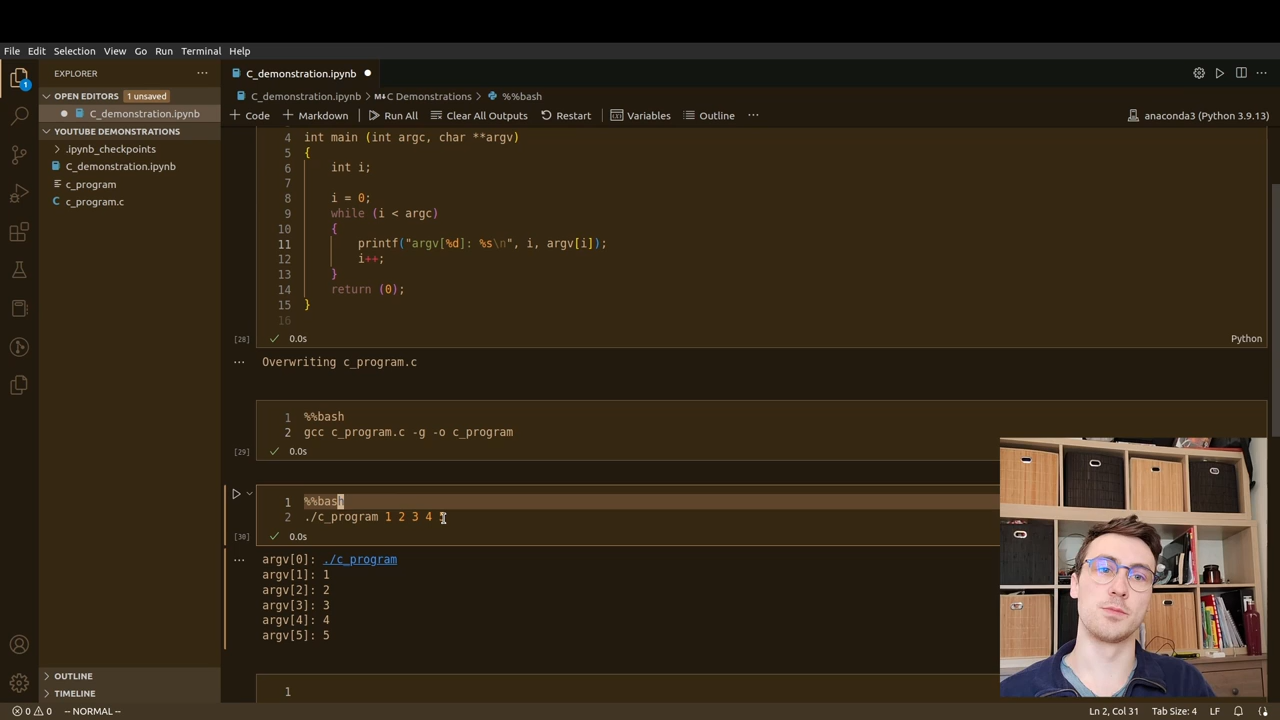 File Edit Selection View Go Run Terminal Help
EXPLORER
OPEN EDITORS 1 unsaved
C_demonstration.ipynb
YOUTUBE DEMONSTRATIONS
.ipynb_checkpoints
C_demonstration.ipynb
c_program
C c_program.c
OUTLINE
TIMELINE
1
C_demonstration.ipynb
C_demonstration.ipynb > M↓C Demonstrations > %%bash
+ Code + Markdown Run All Clear All Outputs Restart Variables Outline ... anaconda3 (Python 3.9.13)
4 int main (int argc, char **argv)
5 {
6 int i;
7
8 i = 0;
9 while (i < argc)
10 {
11 printf("argv[%d]: %s\n", i, argv[i]);
12 i++;
13 }
14 return (0);
15 }
16
[28] 0.0s Python
Overwriting c_program.c
1 %%bash
2 gcc c_program.c -g -o c_program
[29] 0.0s
1 %%bash
2 ./c_program 1 2 3 4
[30] 0.0s
argv[0]: ./c_program
argv[1]: 1
argv[2]: 2
argv[3]: 3
argv[4]: 4
argv[5]: 5
1
0 0 -- NORMAL -- Ln 2, Col 31 Tab Size: 4 LF